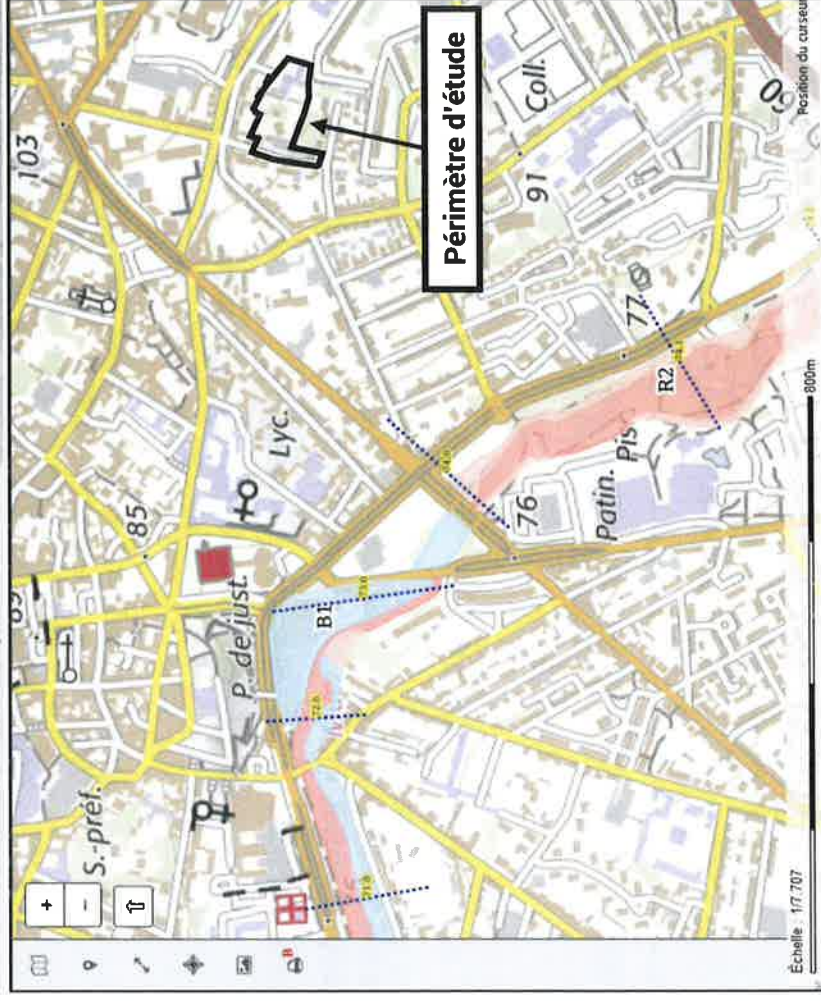 103
S.-préf.
85
P. de just.
Lyc.
B1
Périmètre d'étude
91
Coll.
76
Patin.
Pis
77
R2
Échelle : 1/7 707
800m
Position du curseur